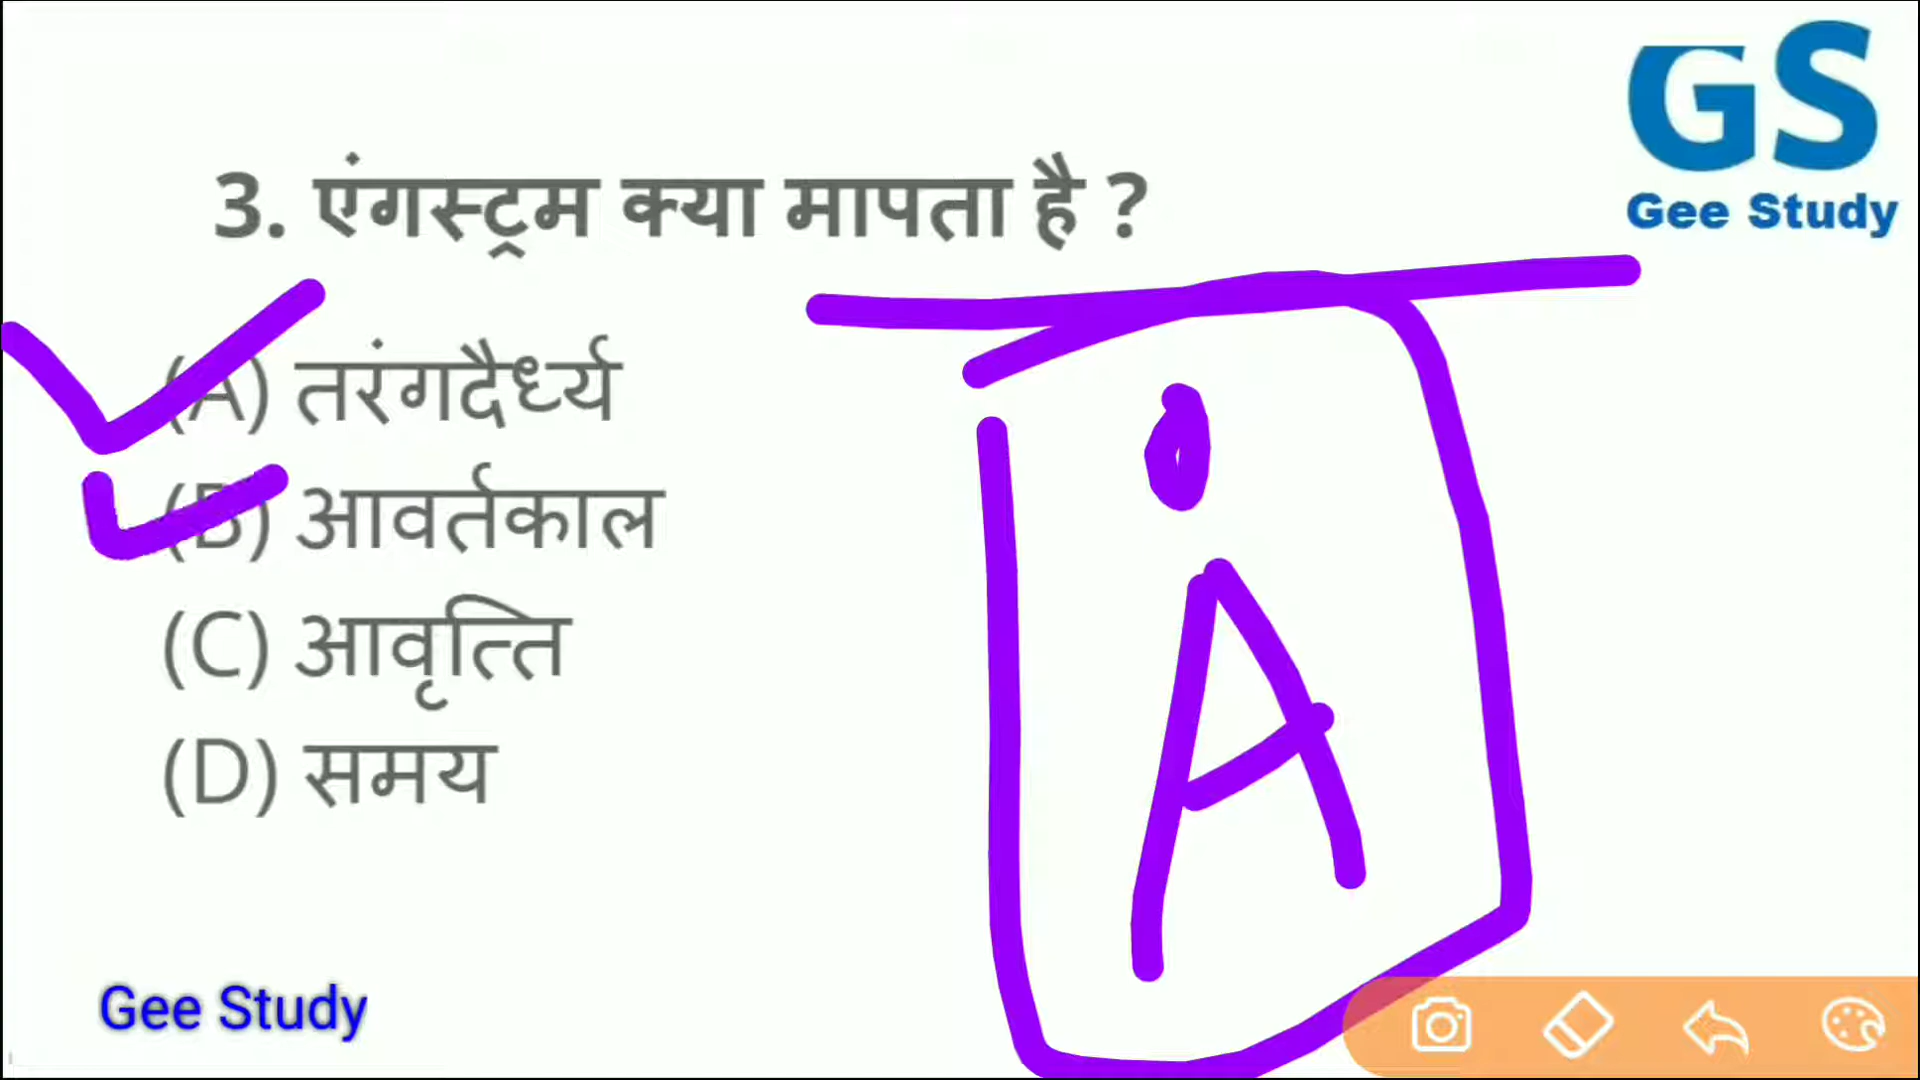 GS
Gee Study
3. एंगस्ट्रम क्या मापता है ?
(A) तरंगदैर्ध्य
(B) आवर्तकाल
(C) आवृत्ति
(D) समय
Å
Gee Study